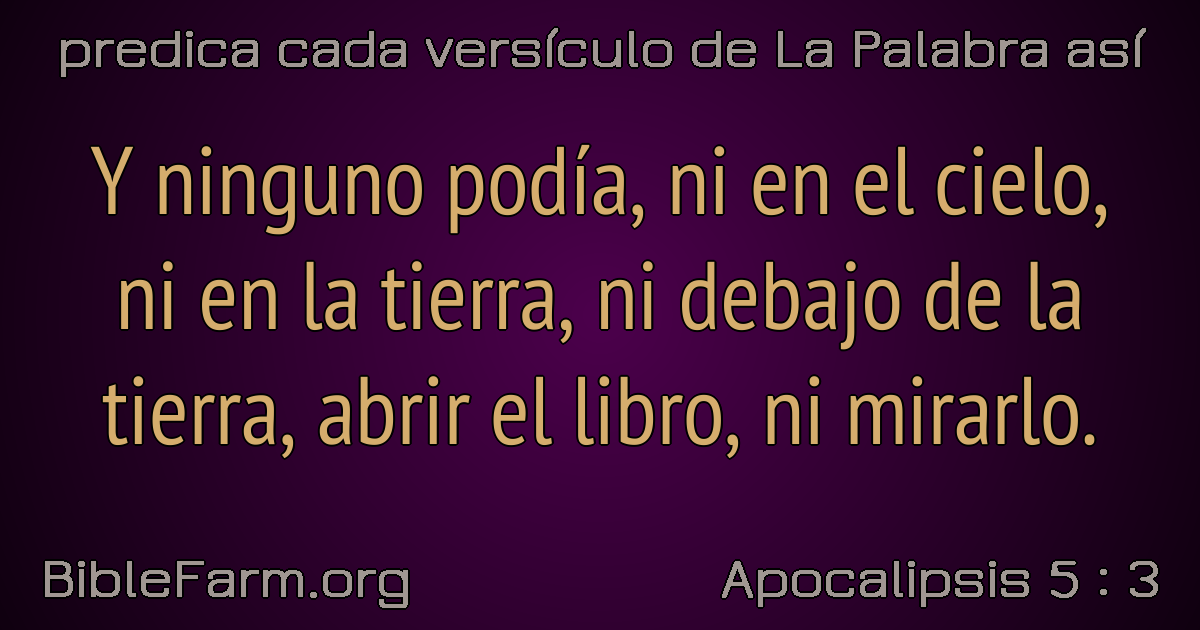 predica cada versículo de La Palabra así
Y ninguno podía, ni en el cielo,
ni en la tierra, ni debajo de la
tierra, abrir el libro, ni mirarlo.
BibleFarm.org
Apocalipsis 5 : 3